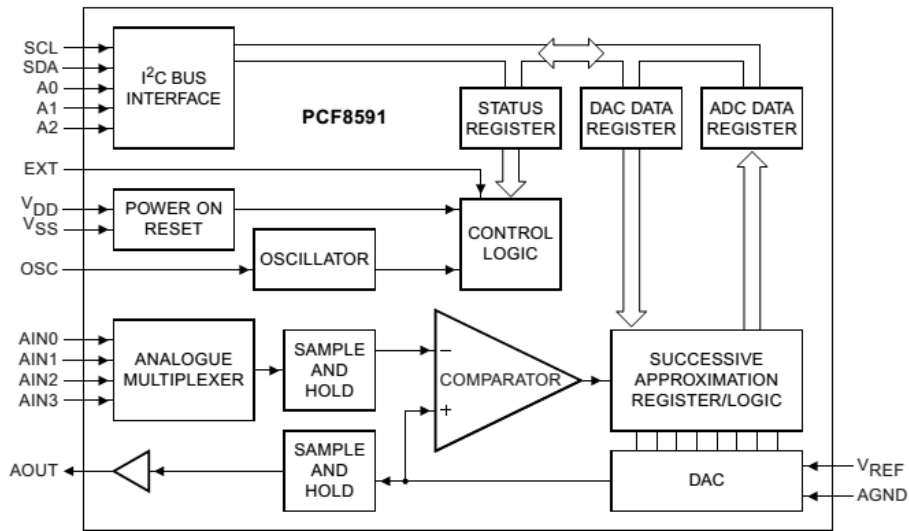 SCL
SDA
A0
A1
A2
I²C BUS
INTERFACE
PCF8591
STATUS
REGISTER
DAC DATA
REGISTER
ADC DATA
REGISTER
EXT
VDD
VSS
POWER ON
RESET
CONTROL
LOGIC
OSC
OSCILLATOR
AIN0
AIN1
AIN2
AIN3
ANALOGUE
MULTIPLEXER
SAMPLE
AND
HOLD
−
COMPARATOR
+
SUCCESSIVE
APPROXIMATION
REGISTER/LOGIC
AOUT
SAMPLE
AND
HOLD
DAC
VREF
AGND